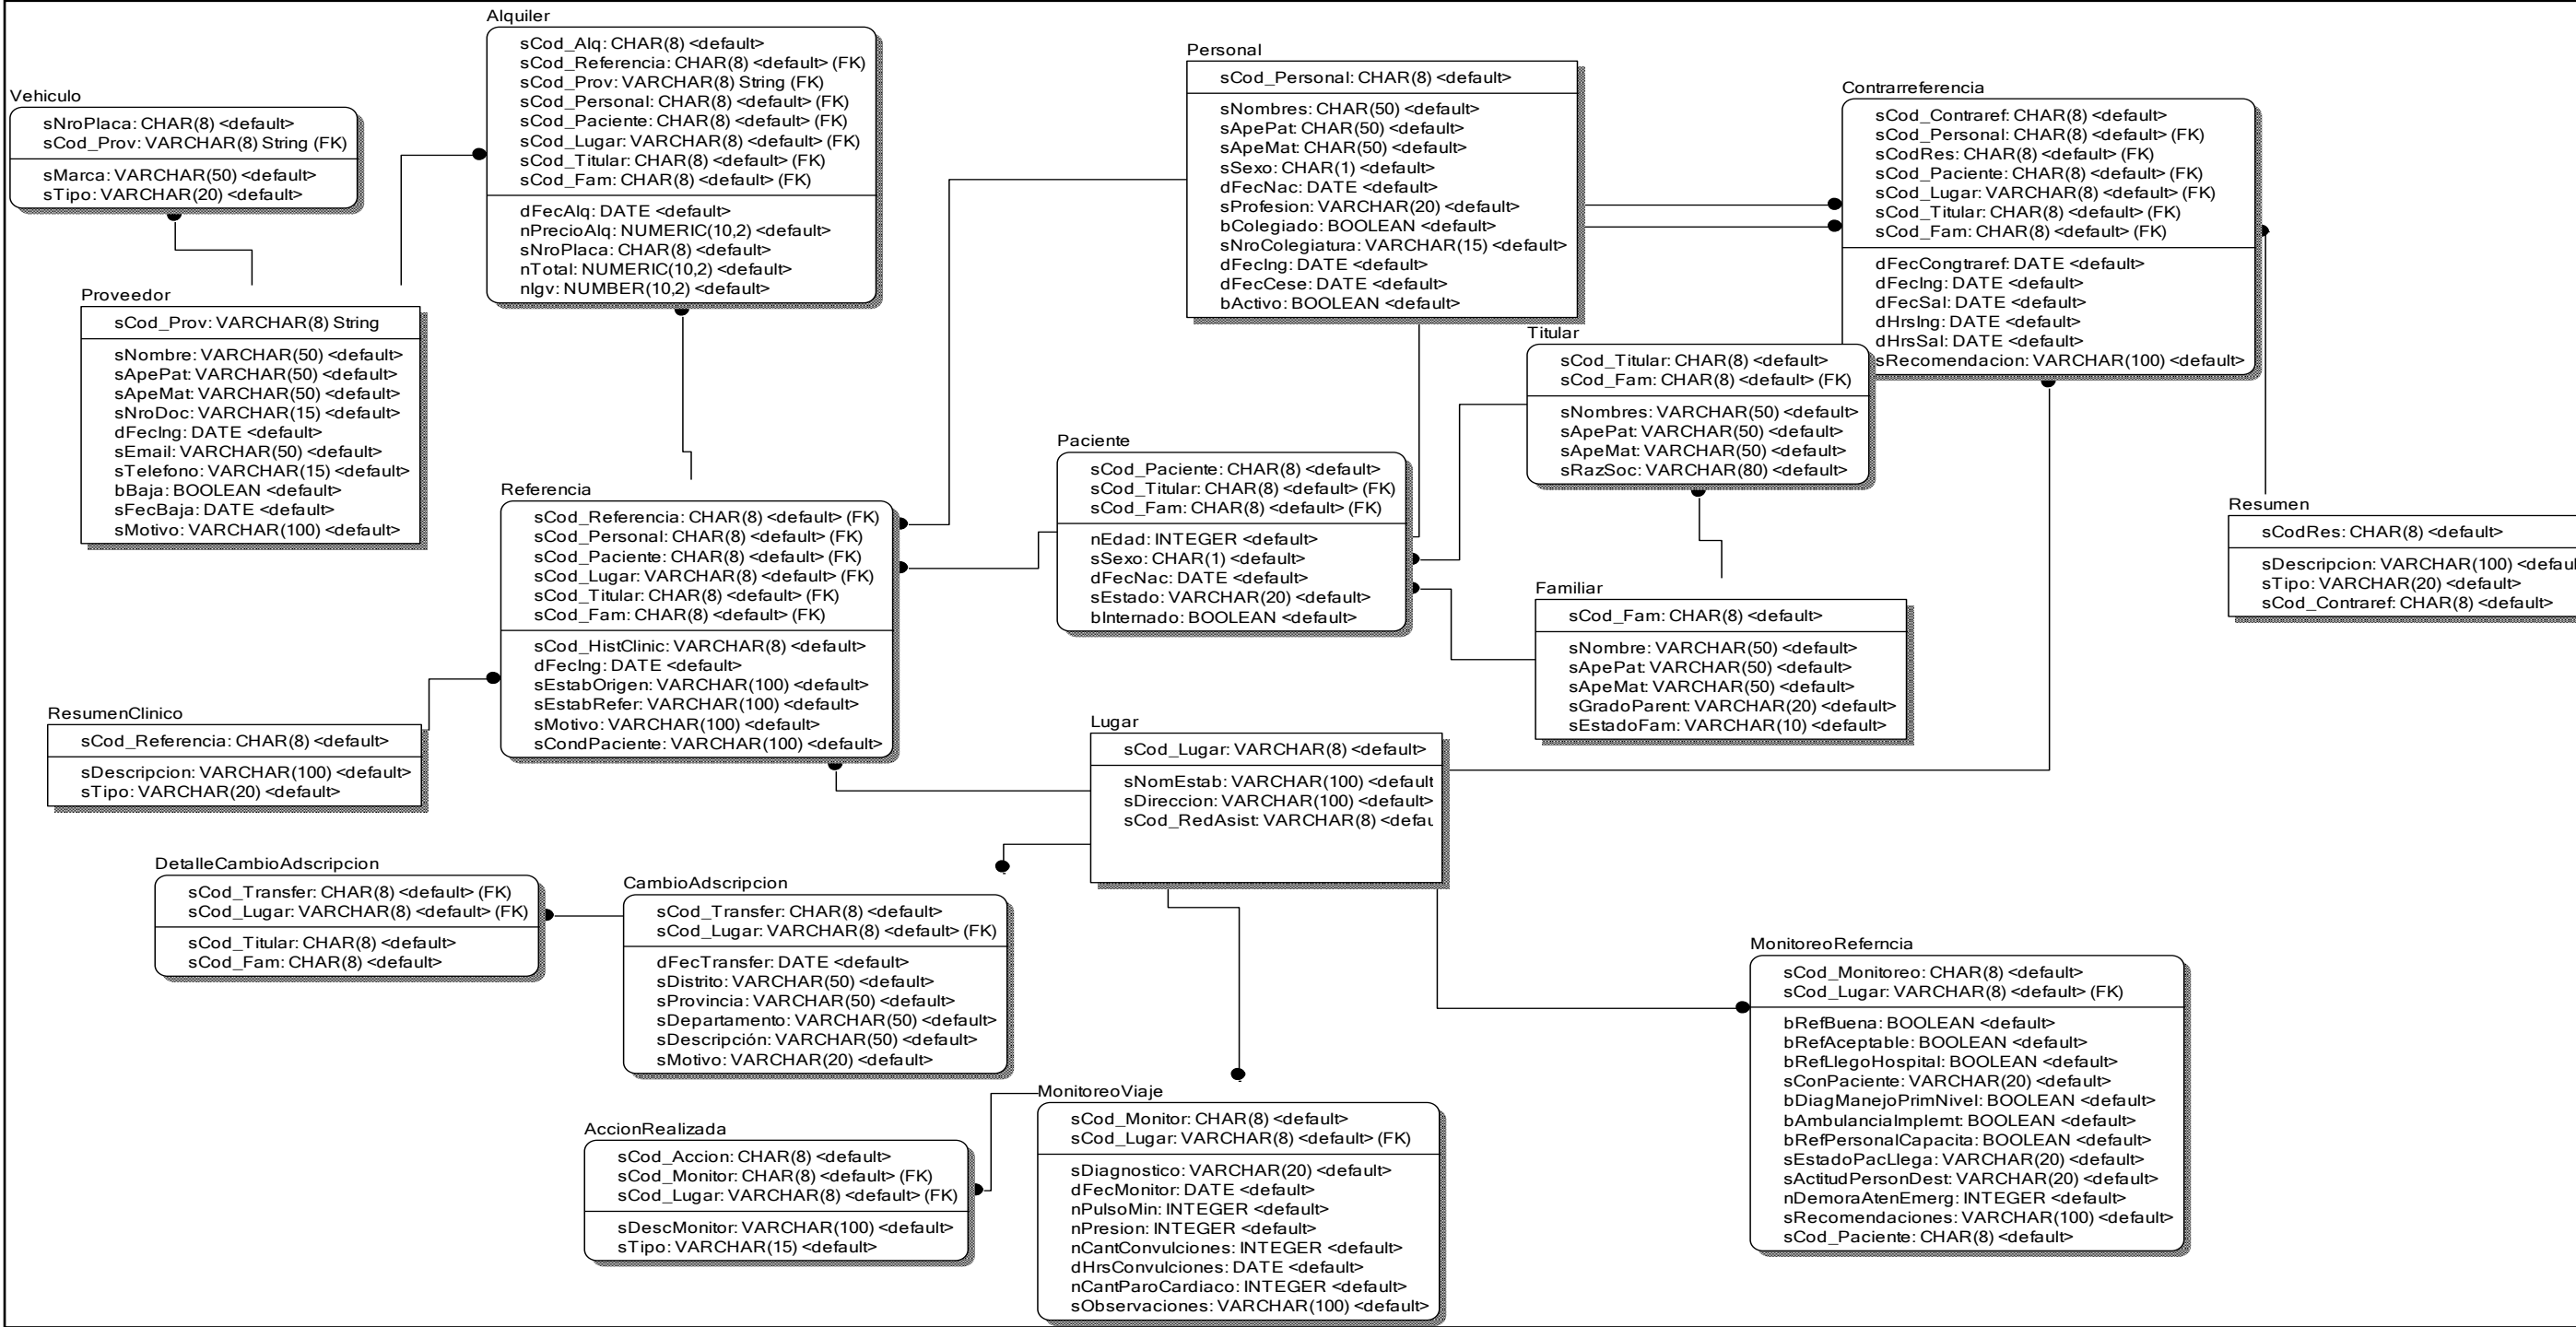 Alquiler
sCod_Alq: CHAR(8) <default>
sCod_Referencia: CHAR(8) <default> (FK)
sCod_Prov: VARCHAR(8) String (FK)
sCod_Personal: CHAR(8) <default> (FK)
sCod_Paciente: CHAR(8) <default> (FK)
sCod_Lugar: VARCHAR(8) <default> (FK)
sCod_Titular: CHAR(8) <default> (FK)
sCod_Fam: CHAR(8) <default> (FK)
dFecAlq: DATE <default>
nPrecioAlq: NUMERIC(10,2) <default>
sNroPlaca: CHAR(8) <default>
nTotal: NUMERIC(10,2) <default>
nIgv: NUMBER(10,2) <default>
Personal
sCod_Personal: CHAR(8) <default>
sNombres: CHAR(50) <default>
sApePat: CHAR(50) <default>
sApeMat: CHAR(50) <default>
sSexo: CHAR(1) <default>
dFecNac: DATE <default>
sProfesion: VARCHAR(20) <default>
bColegiado: BOOLEAN <default>
sNroColegiatura: VARCHAR(15) <default>
dFecIng: DATE <default>
dFecCese: DATE <default>
bActivo: BOOLEAN <default>
Contrarreferencia
sCod_Contraref: CHAR(8) <default>
sCod_Personal: CHAR(8) <default> (FK)
sCodRes: CHAR(8) <default> (FK)
sCod_Paciente: CHAR(8) <default> (FK)
sCod_Lugar: VARCHAR(8) <default> (FK)
sCod_Titular: CHAR(8) <default> (FK)
sCod_Fam: CHAR(8) <default> (FK)
dFecCongtraref: DATE <default>
dFecIng: DATE <default>
dFecSal: DATE <default>
dHrsIng: DATE <default>
dHrsSal: DATE <default>
sRecomendacion: VARCHAR(100) <default>
Vehiculo
sNroPlaca: CHAR(8) <default>
sCod_Prov: VARCHAR(8) String (FK)
sMarca: VARCHAR(50) <default>
sTipo: VARCHAR(20) <default>
Proveedor
sCod_Prov: VARCHAR(8) String
sNombre: VARCHAR(50) <default>
sApePat: VARCHAR(50) <default>
sApeMat: VARCHAR(50) <default>
sNroDoc: VARCHAR(15) <default>
dFecIng: DATE <default>
sEmail: VARCHAR(50) <default>
sTelefono: VARCHAR(15) <default>
bBaja: BOOLEAN <default>
sFecBaja: DATE <default>
sMotivo: VARCHAR(100) <default>
Titular
sCod_Titular: CHAR(8) <default>
sCod_Fam: CHAR(8) <default> (FK)
sNombres: VARCHAR(50) <default>
sApePat: VARCHAR(50) <default>
sApeMat: VARCHAR(50) <default>
sRazSoc: VARCHAR(80) <default>
Paciente
sCod_Paciente: CHAR(8) <default>
sCod_Titular: CHAR(8) <default> (FK)
sCod_Fam: CHAR(8) <default> (FK)
nEdad: INTEGER <default>
sSexo: CHAR(1) <default>
dFecNac: DATE <default>
sEstado: VARCHAR(20) <default>
bInternado: BOOLEAN <default>
Referencia
sCod_Referencia: CHAR(8) <default> (FK)
sCod_Personal: CHAR(8) <default> (FK)
sCod_Paciente: CHAR(8) <default> (FK)
sCod_Lugar: VARCHAR(8) <default> (FK)
sCod_Titular: CHAR(8) <default> (FK)
sCod_Fam: CHAR(8) <default> (FK)
sCod_HistClinic: VARCHAR(8) <default>
dFecIng: DATE <default>
sEstabOrigen: VARCHAR(100) <default>
sEstabRefer: VARCHAR(100) <default>
sMotivo: VARCHAR(100) <default>
sCondPaciente: VARCHAR(100) <default>
Resumen
sCodRes: CHAR(8) <default>
sDescripcion: VARCHAR(100) <defaul
sTipo: VARCHAR(20) <default>
sCod_Contraref: CHAR(8) <default>
Familiar
sCod_Fam: CHAR(8) <default>
sNombre: VARCHAR(50) <default>
sApePat: VARCHAR(50) <default>
sApeMat: VARCHAR(50) <default>
sGradoParent: VARCHAR(20) <default>
sEstadoFam: VARCHAR(10) <default>
ResumenClinico
sCod_Referencia: CHAR(8) <default>
sDescripcion: VARCHAR(100) <default>
sTipo: VARCHAR(20) <default>
Lugar
sCod_Lugar: VARCHAR(8) <default>
sNomEstab: VARCHAR(100) <default
sDireccion: VARCHAR(100) <default>
sCod_RedAsist: VARCHAR(8) <defau
DetalleCambioAdscripcion
sCod_Transfer: CHAR(8) <default> (FK)
sCod_Lugar: VARCHAR(8) <default> (FK)
sCod_Titular: CHAR(8) <default>
sCod_Fam: CHAR(8) <default>
CambioAdscripcion
sCod_Transfer: CHAR(8) <default>
sCod_Lugar: VARCHAR(8) <default> (FK)
dFecTransfer: DATE <default>
sDistrito: VARCHAR(50) <default>
sProvincia: VARCHAR(50) <default>
sDepartamento: VARCHAR(50) <default>
sDescripción: VARCHAR(50) <default>
sMotivo: VARCHAR(20) <default>
MonitoreoReferncia
sCod_Monitoreo: CHAR(8) <default>
sCod_Lugar: VARCHAR(8) <default> (FK)
bRefBuena: BOOLEAN <default>
bRefAceptable: BOOLEAN <default>
bRefLlegoHospital: BOOLEAN <default>
sConPaciente: VARCHAR(20) <default>
bDiagManejoPrimNivel: BOOLEAN <default>
bAmbulanciaImplemt: BOOLEAN <default>
bRefPersonalCapacita: BOOLEAN <default>
sEstadoPacLlega: VARCHAR(20) <default>
sActitudPersonDest: VARCHAR(20) <default>
nDemoraAtenEmerg: INTEGER <default>
sRecomendaciones: VARCHAR(100) <default>
sCod_Paciente: CHAR(8) <default>
MonitoreoViaje
sCod_Monitor: CHAR(8) <default>
sCod_Lugar: VARCHAR(8) <default> (FK)
sDiagnostico: VARCHAR(20) <default>
dFecMonitor: DATE <default>
nPulsoMin: INTEGER <default>
nPresion: INTEGER <default>
nCantConvulciones: INTEGER <default>
dHrsConvulciones: DATE <default>
nCantParoCardiaco: INTEGER <default>
sObservaciones: VARCHAR(100) <default>
AccionRealizada
sCod_Accion: CHAR(8) <default>
sCod_Monitor: CHAR(8) <default> (FK)
sCod_Lugar: VARCHAR(8) <default> (FK)
sDescMonitor: VARCHAR(100) <default>
sTipo: VARCHAR(15) <default>